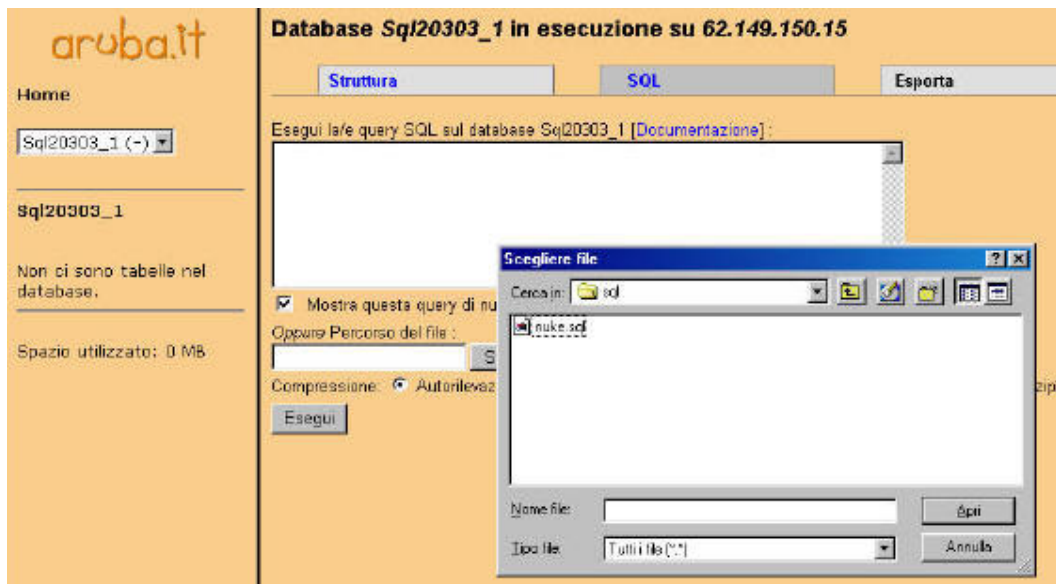 aruba.it
Home
Sql20303_1 (-)
Sql20303_1
Non ci sono tabelle nel
database.
Spazio utilizzato: 0 MB
Database Sql20303_1 in esecuzione su 62.149.150.15
Struttura
SQL
Esporta
Esegui la/e query SQL sul database Sql20303_1 [Documentazione] :
Mostra questa query di nu
Oppure Percorso del file :
S
Compressione: Autorilevaz
zip
Esegui
Scegliere file
Cerca in: sql
nuke.sql
Nome file:
Apri
Tipo file: Tutti i file (*.*)
Annulla